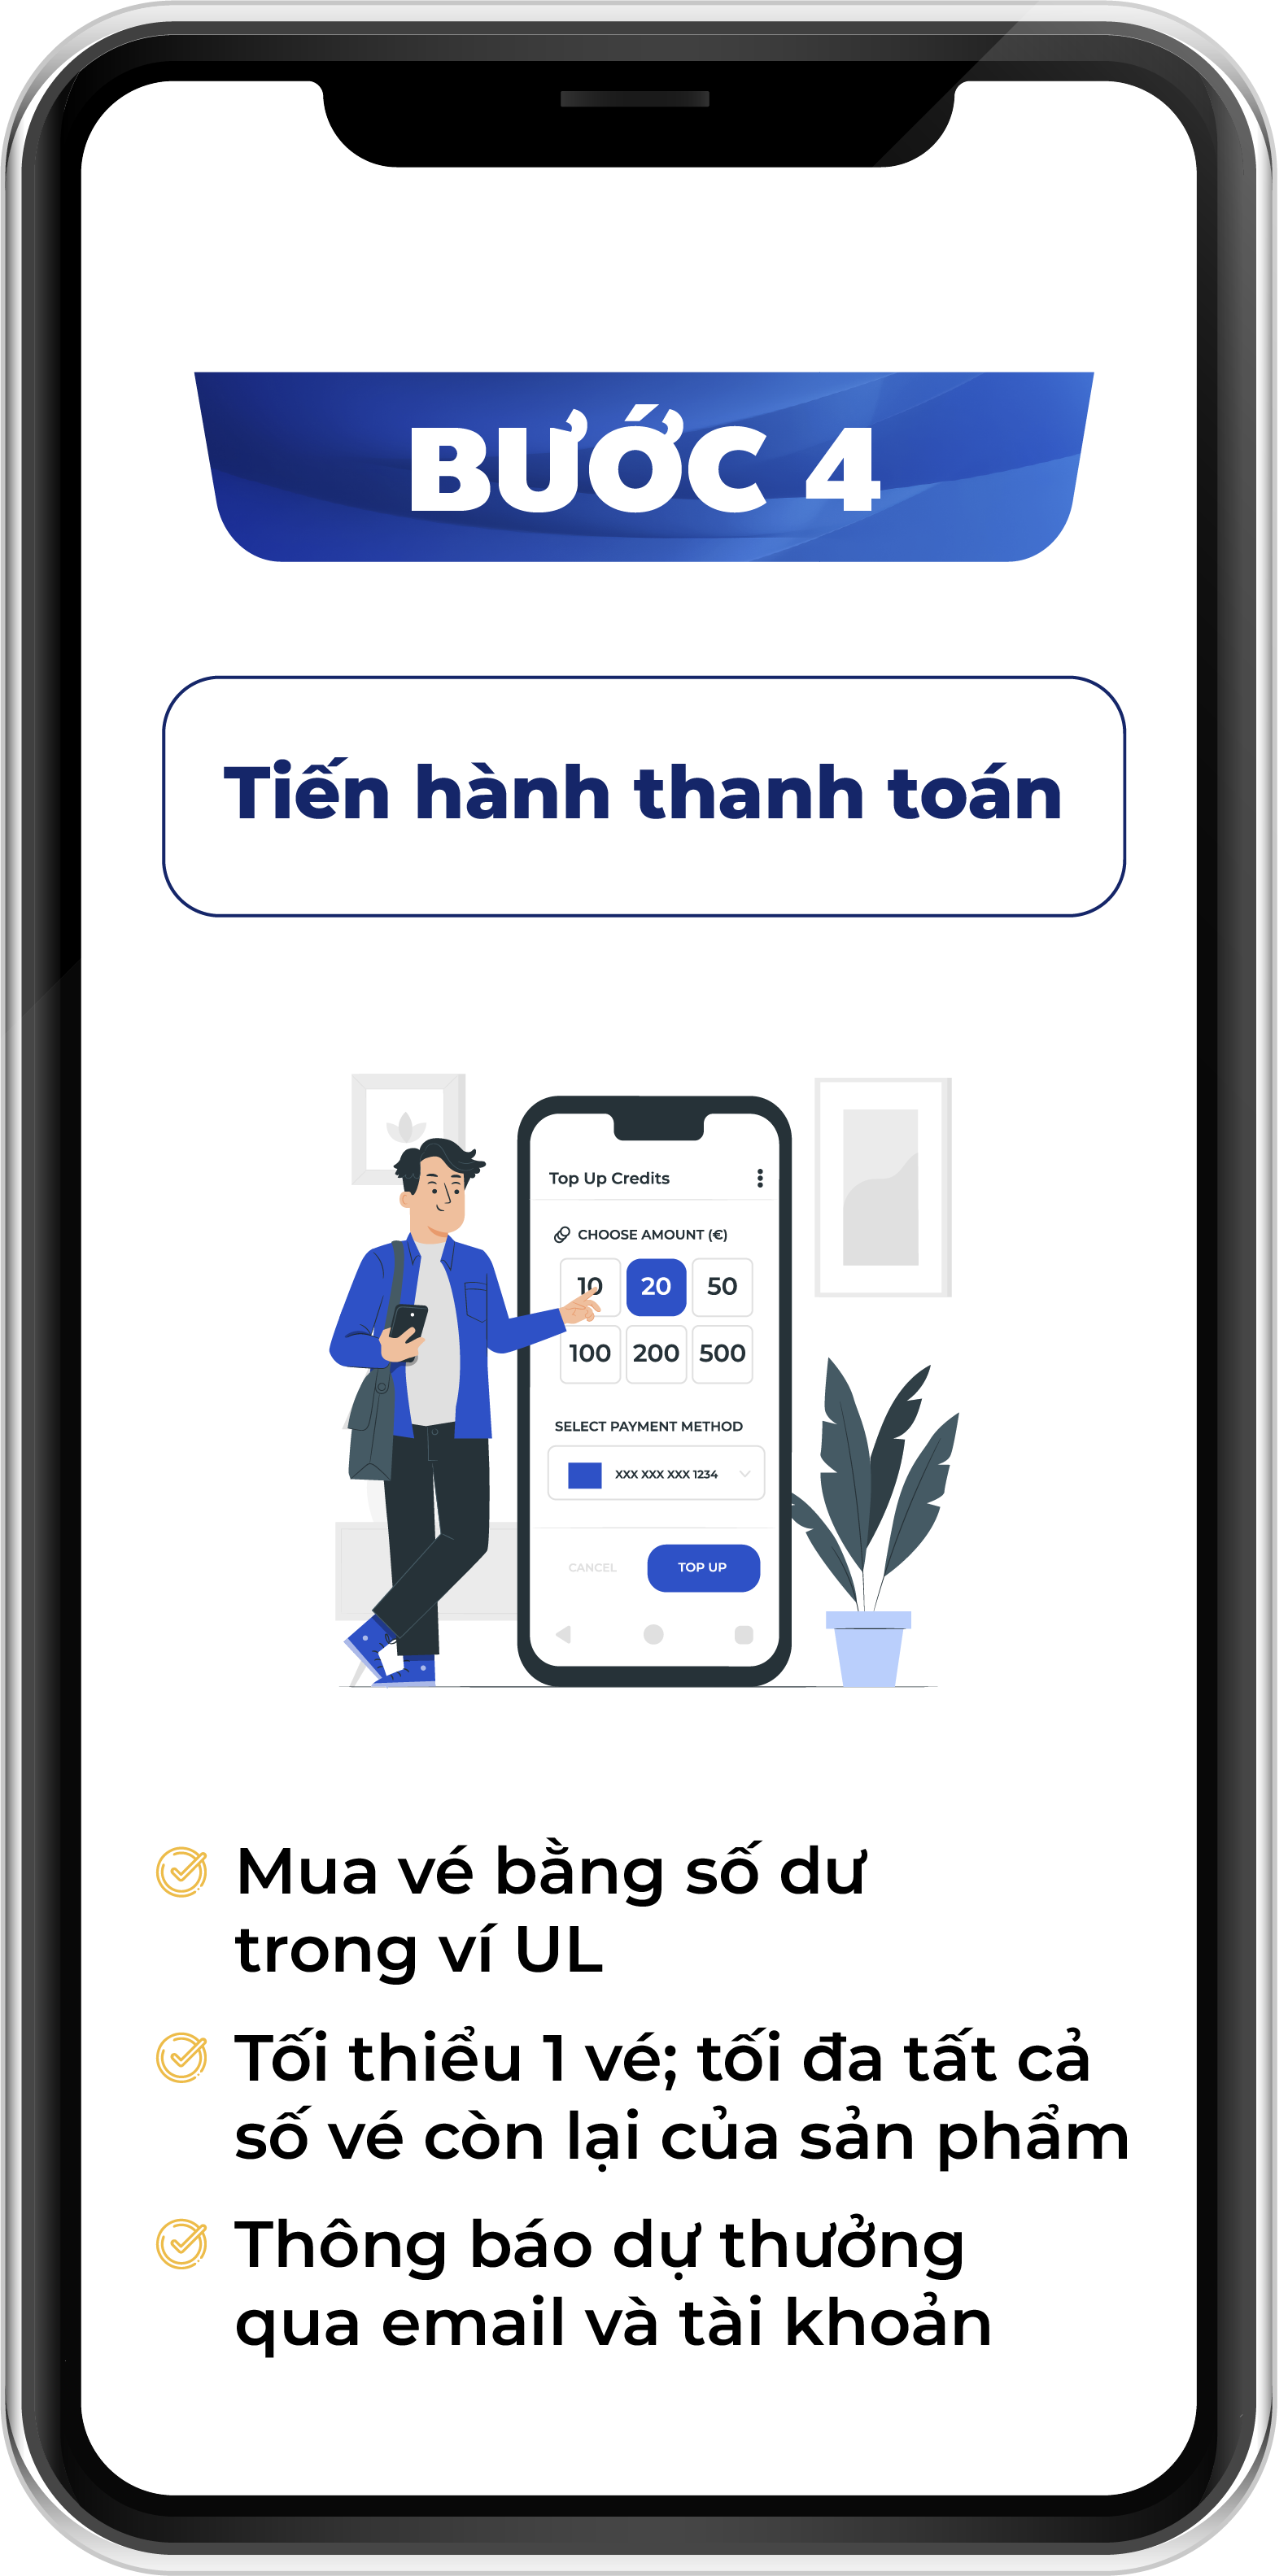 BƯỚC 4
Tiến hành thanh toán
Top Up Credits
CHOOSE AMOUNT (€)
10 20 50
100 200 500
SELECT PAYMENT METHOD
XXX XXX XXX 1234
CANCEL TOP UP
Mua vé bằng số dư
trong ví UL
Tối thiểu 1 vé; tối đa tất cả
số vé còn lại của sản phẩm
Thông báo dự thưởng
qua email và tài khoản